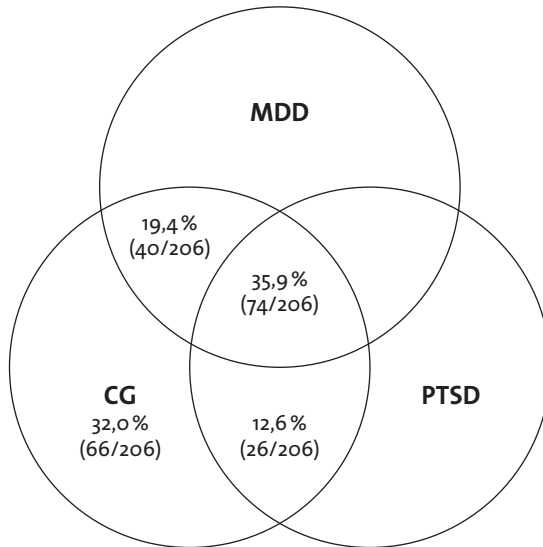 MDD
19,4 %
(40/206)
35,9 %
(74/206)
CG
32,0 %
(66/206)
12,6 %
(26/206)
PTSD